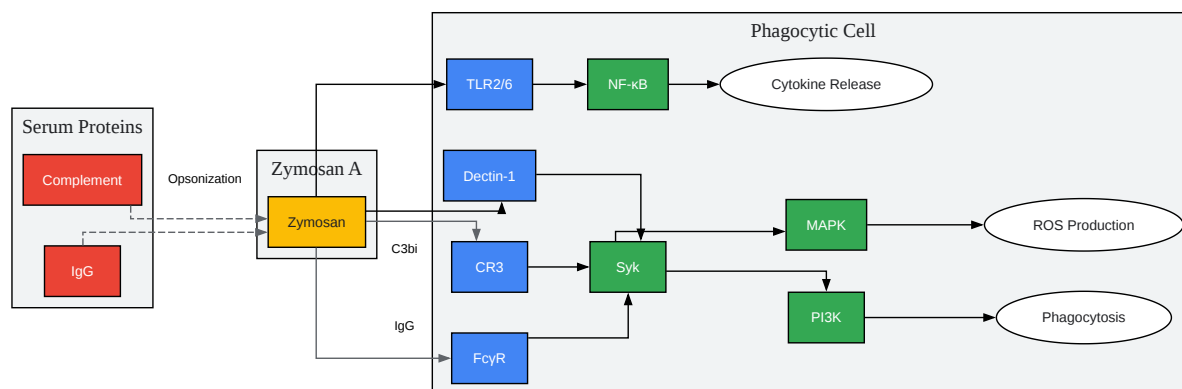 Phagocytic Cell
TLR2/6
NF-κB
Cytokine Release
Serum Proteins
Complement
IgG
Opsonization
Zymosan A
Zymosan
C3bi
IgG
Dectin-1
CR3
FcγR
Syk
MAPK
PI3K
ROS Production
Phagocytosis